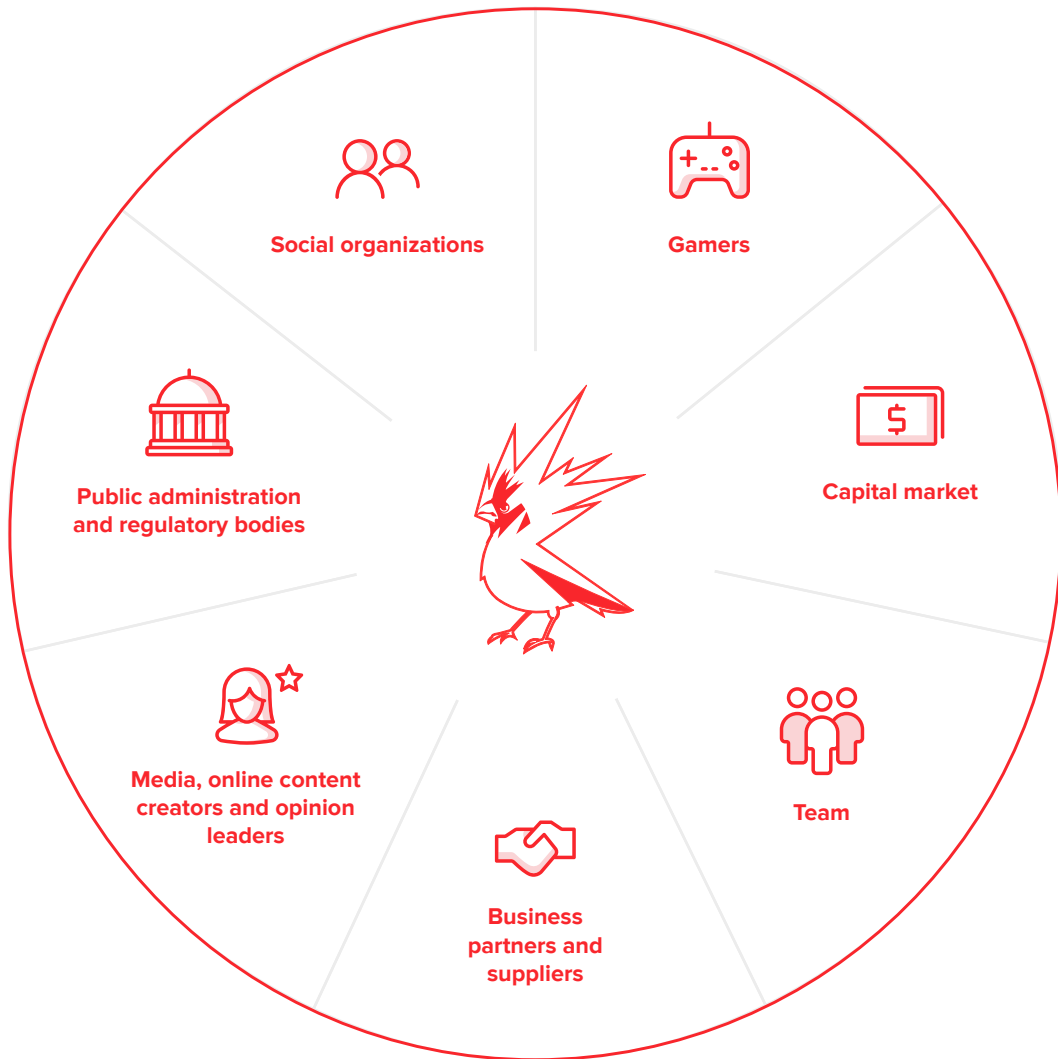 Social organizations
Gamers
Public administration
and regulatory bodies
Capital market
Media, online content
creators and opinion
leaders
Team
Business
partners and
suppliers